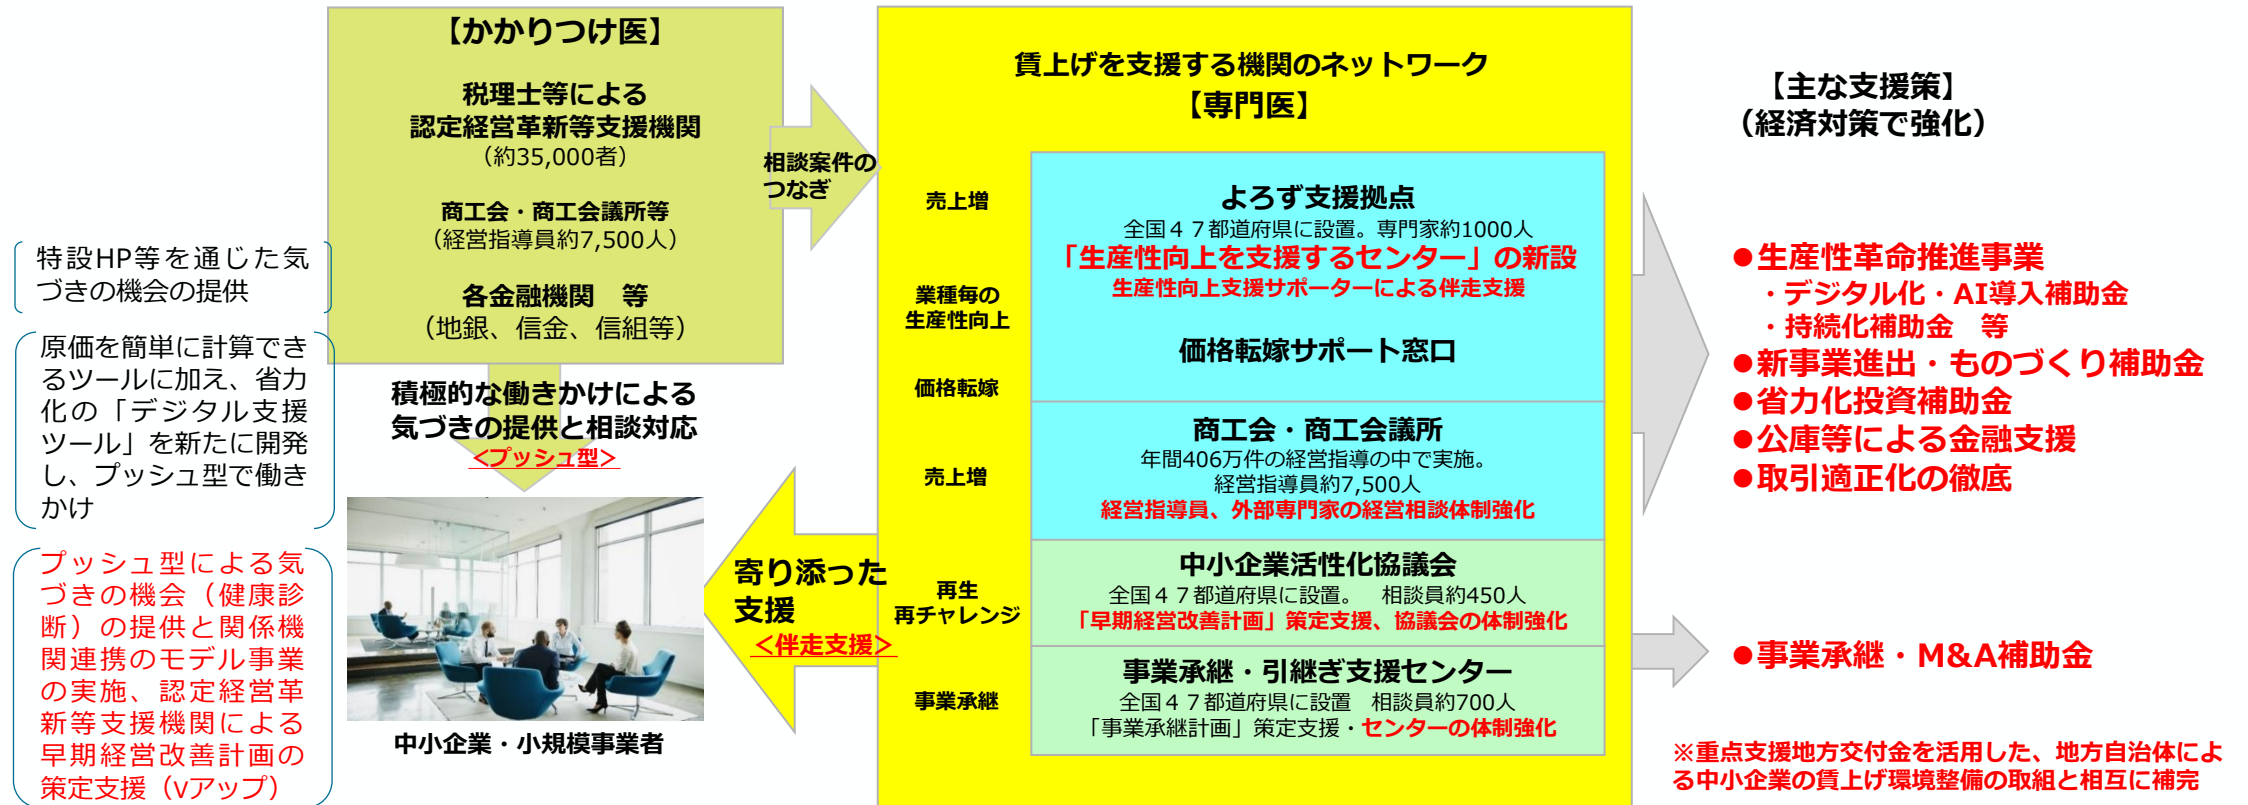 特設HP等を通じた気
づきの機会の提供
原価を簡単に計算でき
るツールに加え、省力
化の「デジタル支援
ツール」を新たに開発
し、プッシュ型で働き
かけ
プッシュ型による気
づきの機会（健康診
断）の提供と関係機
関連携のモデル事業
の実施、認定経営革
新等支援機関による
早期経営改善計画の
策定支援（Vアップ）
【かかりつけ医】
税理士等による
認定経営革新等支援機関
（約35,000者）
商工会・商工会議所等
（経営指導員約7,500人）
各金融機関　等
（地銀、信金、信組等）
積極的な働きかけによる
気づきの提供と相談対応
＜プッシュ型＞
中小企業・小規模事業者
相談案件の
つなぎ
寄り添った
支援
＜伴走支援＞
賃上げを支援する機関のネットワーク
【専門医】
売上増
業種毎の
生産性向上
価格転嫁
よろず支援拠点
全国４７都道府県に設置。専門家約1000人
「生産性向上を支援するセンター」の新設
生産性向上支援サポーターによる伴走支援
価格転嫁サポート窓口
売上増
商工会・商工会議所
年間406万件の経営指導の中で実施。
経営指導員約7,500人
経営指導員、外部専門家の経営相談体制強化
再生
再チャレンジ
中小企業活性化協議会
全国４７都道府県に設置。　相談員約450人
「早期経営改善計画」策定支援、協議会の体制強化
事業承継
事業承継・引継ぎ支援センター
全国４７都道府県に設置　相談員約700人
「事業承継計画」策定支援・センターの体制強化
【主な支援策】
（経済対策で強化）
●生産性革命推進事業
・デジタル化・AI導入補助金
・持続化補助金　等
●新事業進出・ものづくり補助金
●省力化投資補助金
●公庫等による金融支援
●取引適正化の徹底
●事業承継・M&A補助金
※重点支援地方交付金を活用した、地方自治体によ
る中小企業の賃上げ環境整備の取組と相互に補完